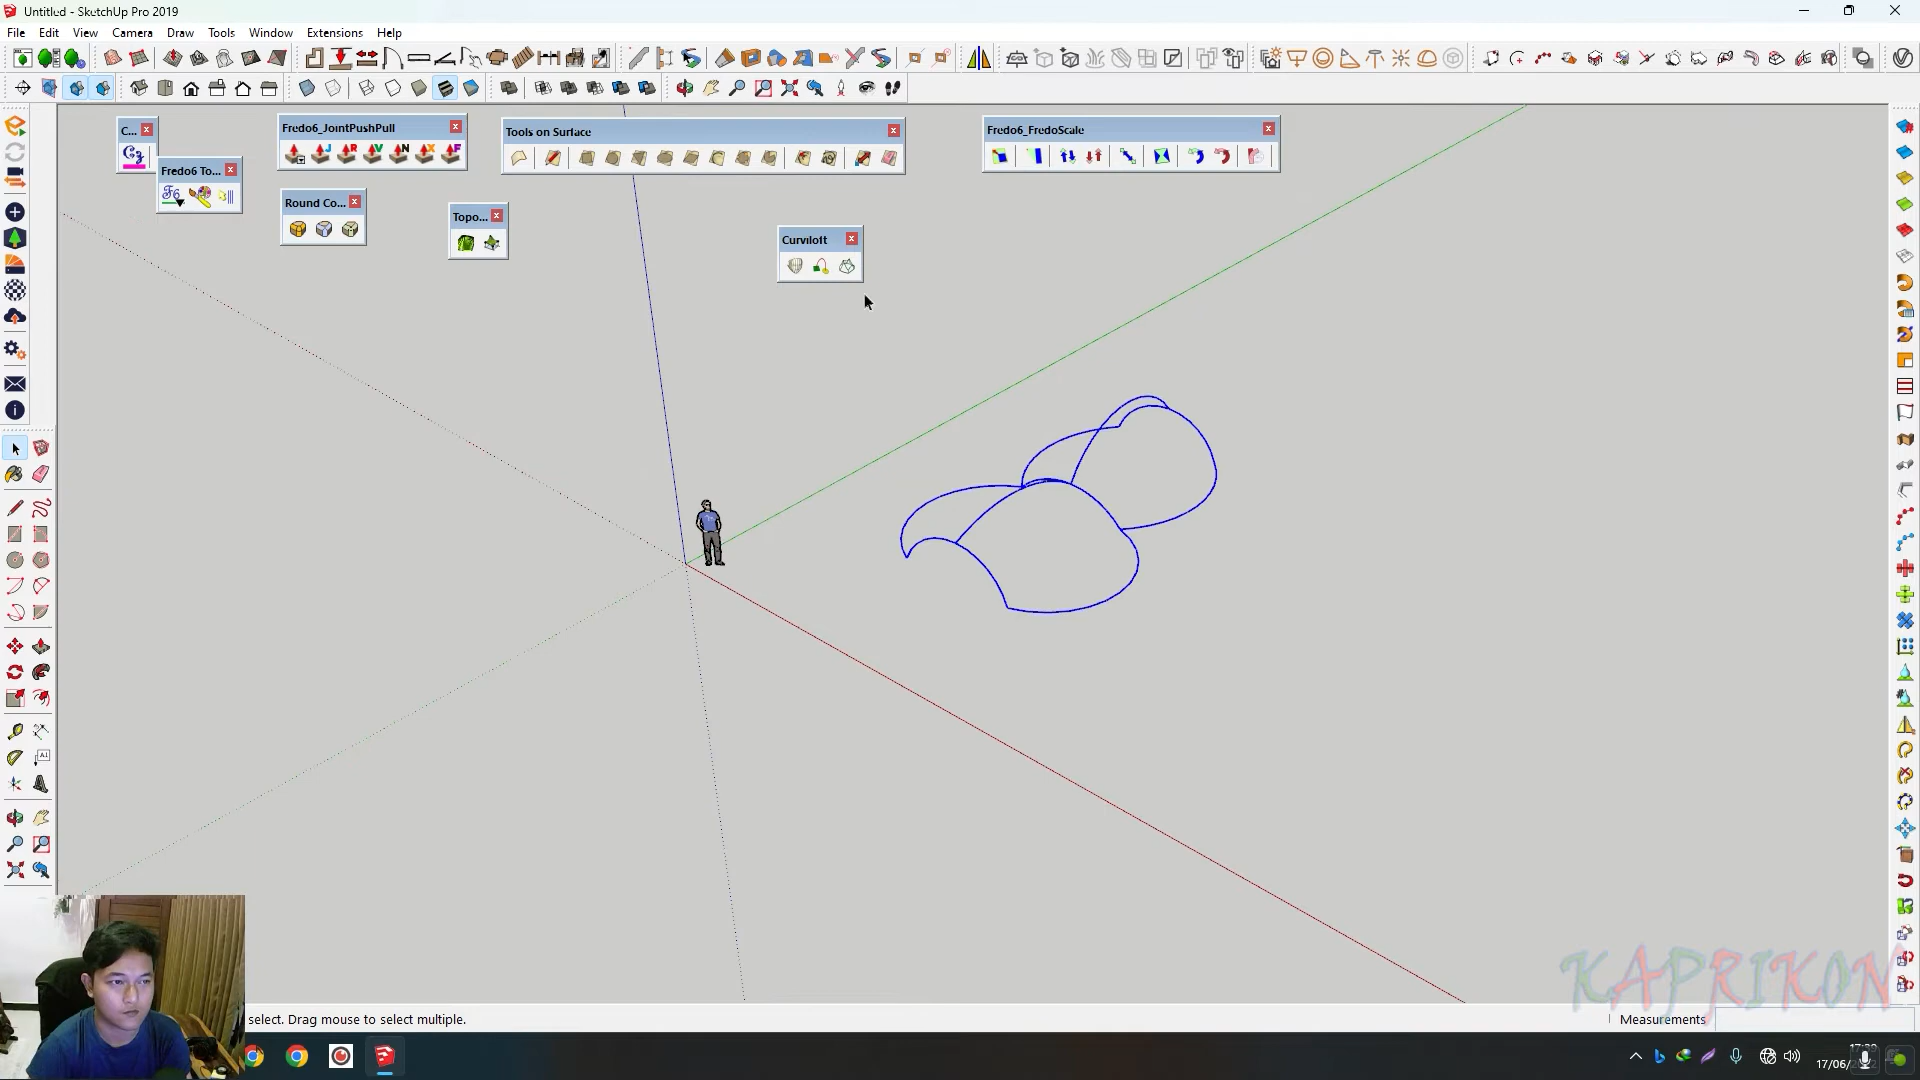 Untitled - SketchUp Pro 2019
File Edit View Camera Draw Tools Window Extensions Help
C...
Fredo6_JointPushPull
Tools on Surface
Fredo6_FredoScale
Fredo6 To...
Round Co...
Topo...
Curviloft
KAPRIKON
select. Drag mouse to select multiple.
Measurements